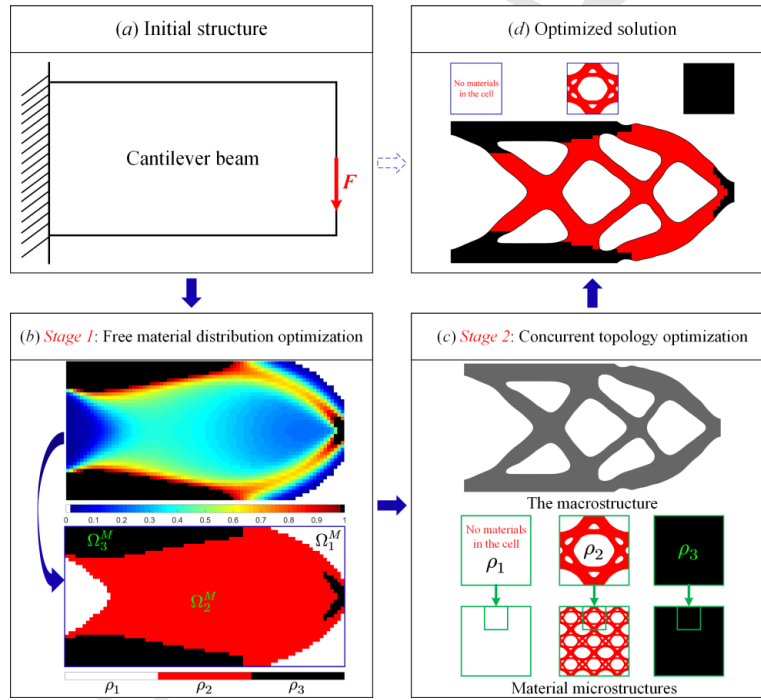 (a) Initial structure
Cantilever beam
F
(d) Optimized solution
No materials
in the cell
(b) Stage 1: Free material distribution optimization
0 0.1 0.2 0.3 0.4 0.5 0.6 0.7 0.8 0.9 1
Ω₃ᴹ Ω₁ᴹ
Ω₂ᴹ
ρ₁ ρ₂ ρ₃
(c) Stage 2: Concurrent topology optimization
The macrostructure
No materials
in the cell
ρ₁ ρ₂ ρ₃
Material microstructures